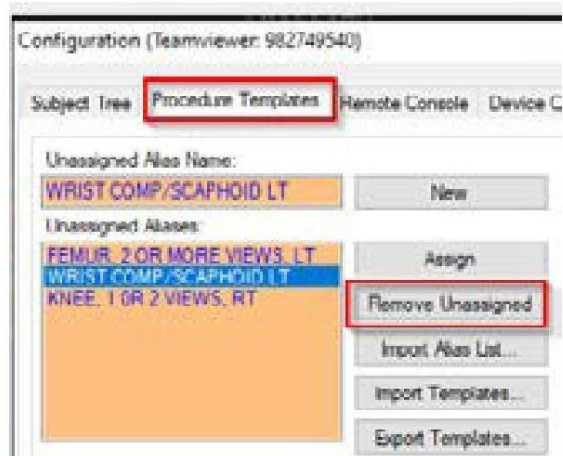 Configuration (Teamviewer: 982749540)
Subject Tree Procedure Templates Remote Console Device
Unassigned Alias Name:
WRIST COMP/SCAPHOID LT
New
Unassigned Aliases:
FEMUR, 2 OR MORE VIEWS, LT
WRIST COMP/SCAPHOID LT
KNEE, 1 OR 2 VIEWS, RT
Assign
Remove Unassigned
Import Alias List...
Import Templates...
Export Templates...